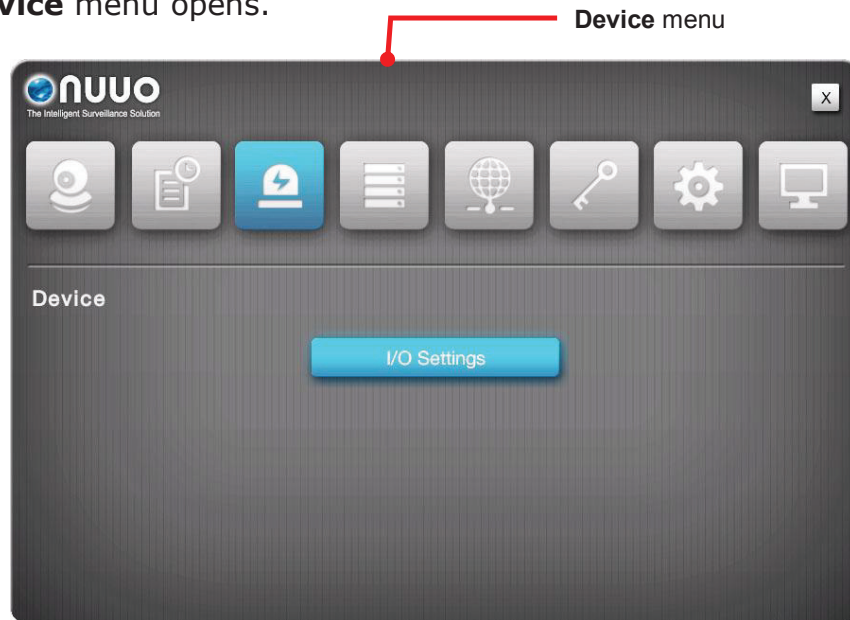 vice menu opens.
Device menu
nuuo
The Intelligent Surveillance Solution
X
Device
I/O Settings